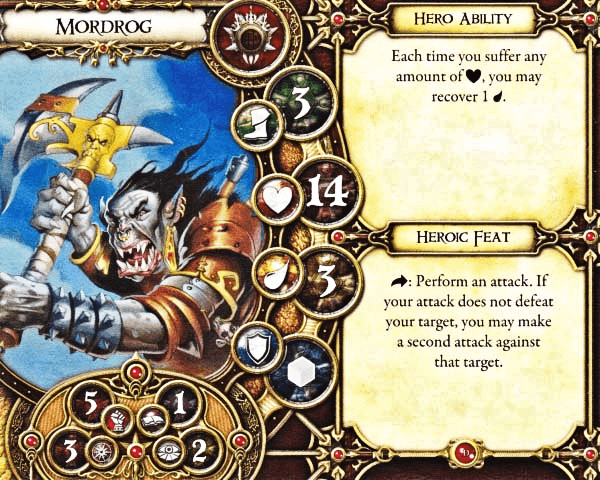 MORDROG
3
14
3
5
1
3
2
HERO ABILITY
Each time you suffer any
amount of ♥, you may
recover 1 .
HEROIC FEAT
: Perform an attack. If
your attack does not defeat
your target, you may make
a second attack against
that target.